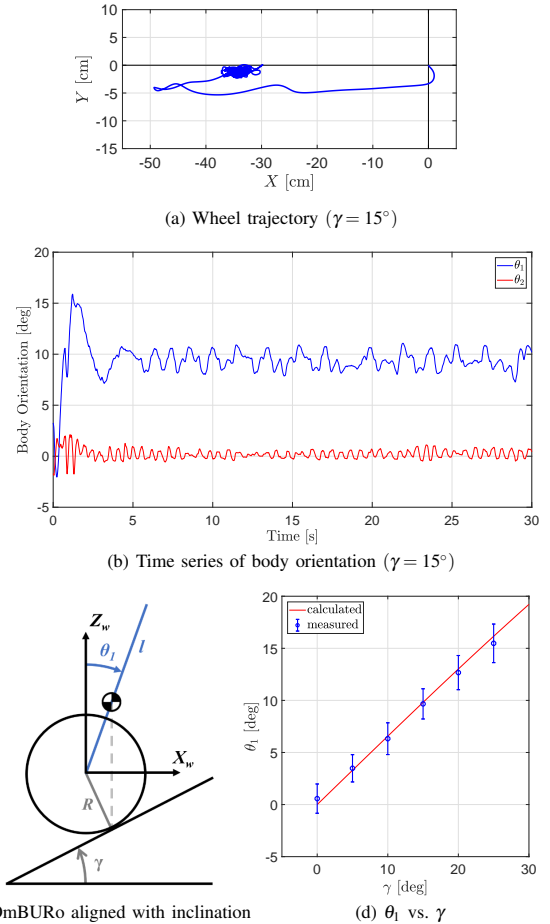 10
5
0
-5
-10
-15
Y [cm]
-50 -40 -30 -20 -10 0
X [cm]
(a) Wheel trajectory (γ = 15°)
20
15
10
5
0
-5
Body Orientation [deg]
θ1
θ2
0 5 10 15 20 25 30
Time [s]
(b) Time series of body orientation (γ = 15°)
Zw
θ1
l
Xw
R
γ
OmBURo aligned with inclination
20
15
10
5
0
-5
θ1 [deg]
calculated
measured
0 10 20 30
γ [deg]
(d) θ1 vs. γ